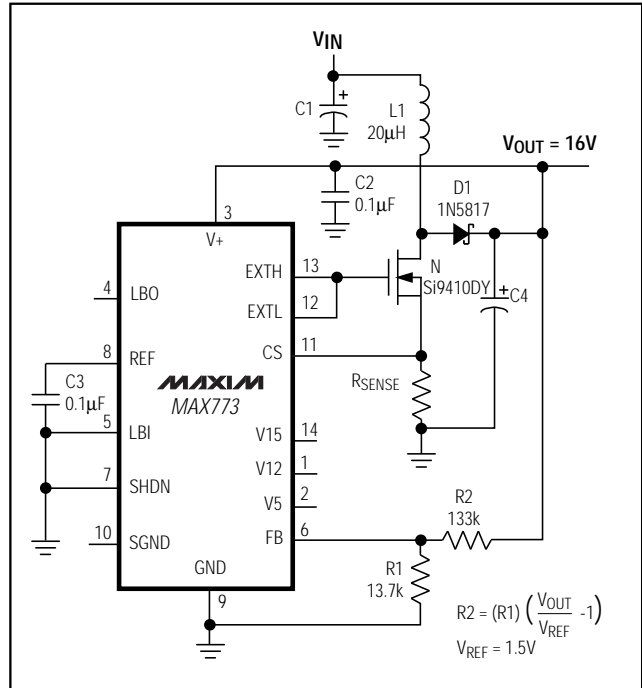 VIN
C1
+
L1
20μH
VOUT = 16V
C2
0.1μF
D1
1N5817
3
V+
4
LBO
EXTH
13
N
Si9410DY
+
C4
EXTL
12
8
REF
CS
11
C3
0.1μF
MAXIM
MAX773
RSENSE
5
LBI
V15
14
7
SHDN
V12
1
V5
2
10
SGND
FB
6
R2
133k
GND
9
R1
13.7k
R2 = (R1) (VOUT/VREF -1)
VREF = 1.5V